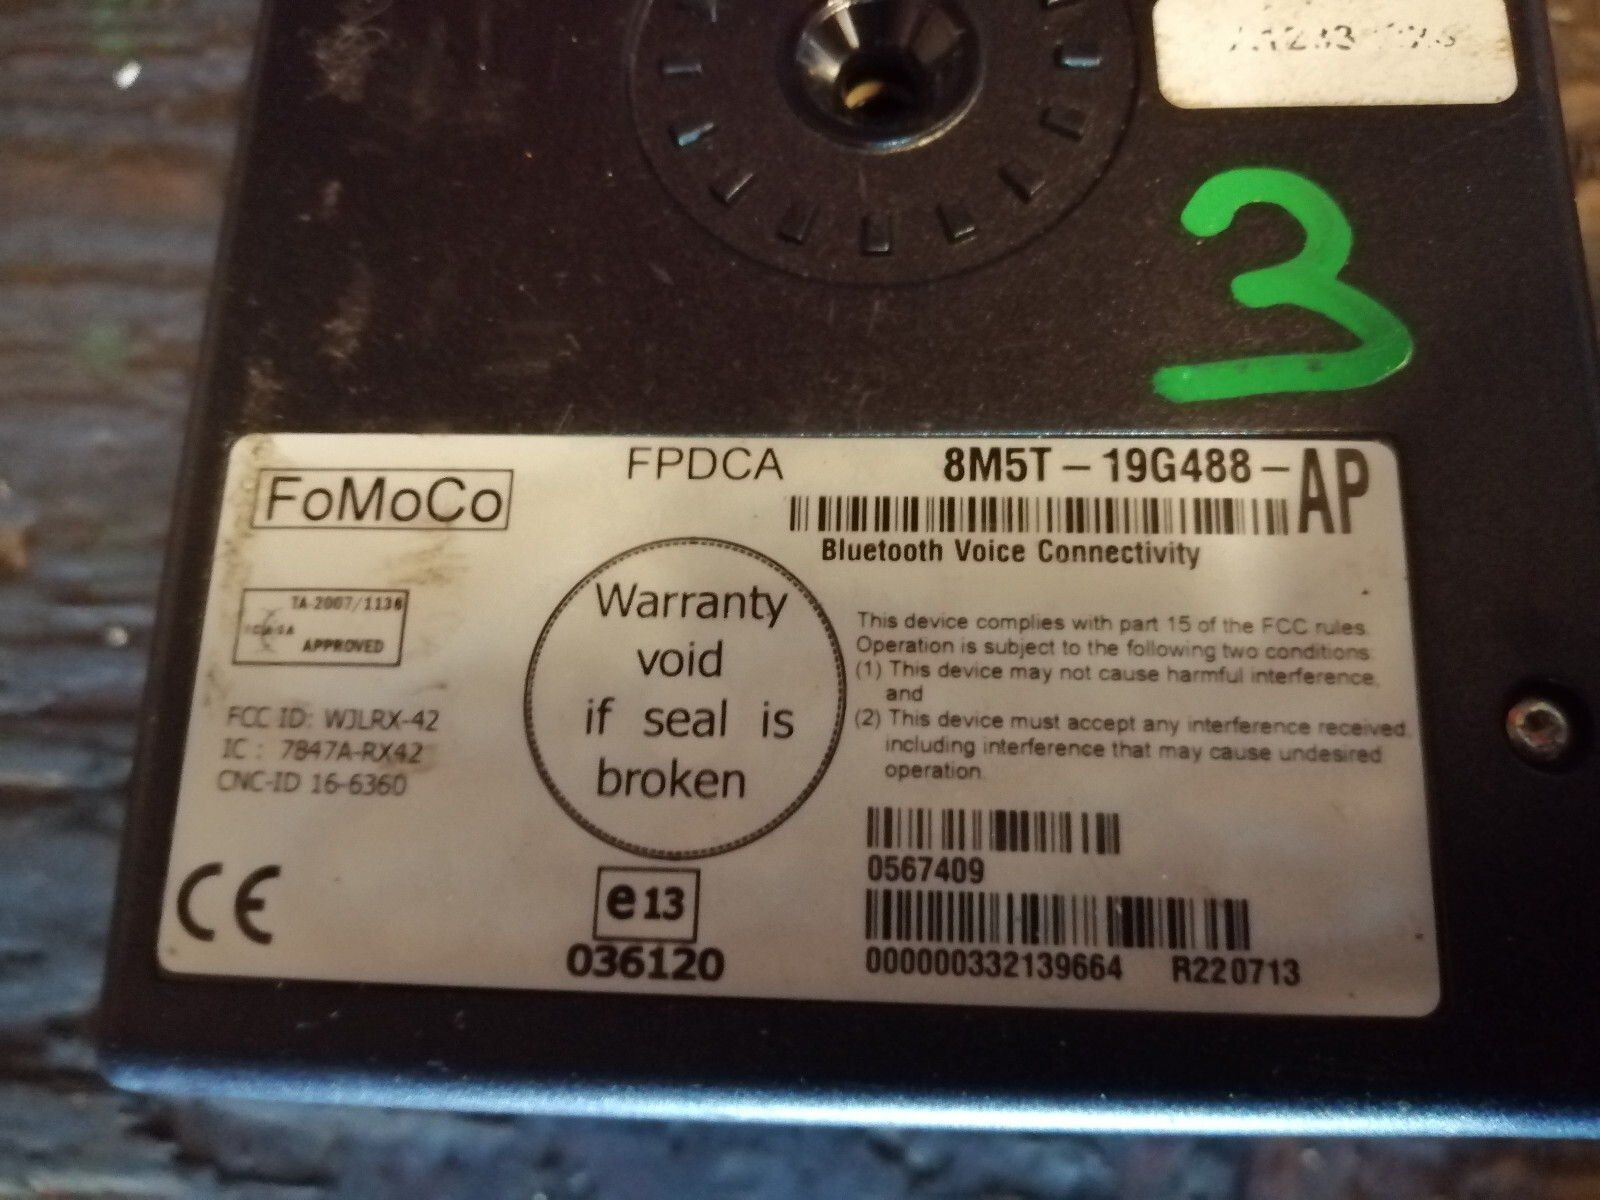 3
FoMoCo
FPDCA
8M5T – 19G488 – AP
Bluetooth Voice Connectivity
TA-2007/1136
ICASA
APPROVED
Warranty
void
if seal is
broken
This device complies with part 15 of the FCC rules.
Operation is subject to the following two conditions:
(1) This device may not cause harmful interference,
and
(2) This device must accept any interference received,
including interference that may cause undesired
operation.
FCC ID: WJLRX-42
IC : 7847A-RX42
CNC-ID 16-6360
CE
e13
036120
0567409
000000332139664 R220713